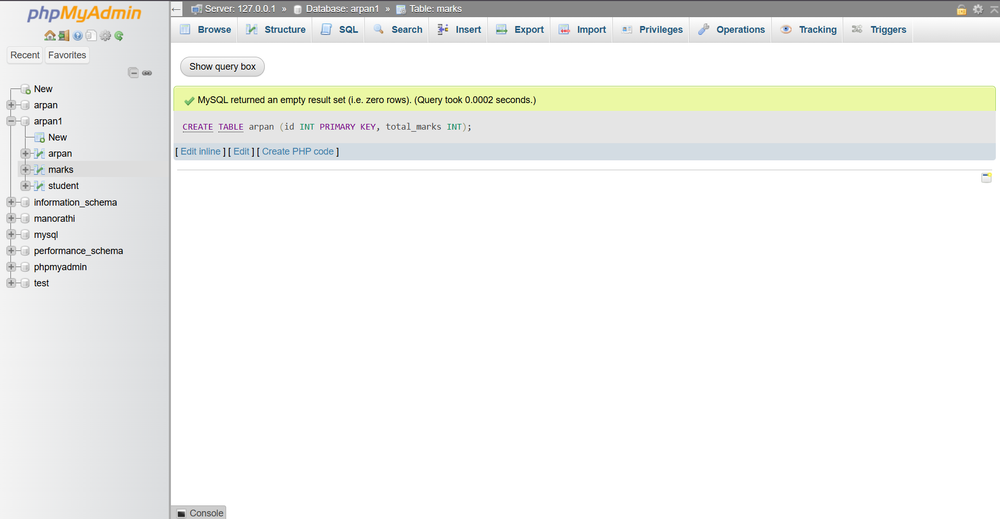 phpMyAdmin
Recent Favorites
New
arpan
arpan1
New
arpan
marks
student
information_schema
manorathi
mysql
performance_schema
phpmyadmin
test
← Server: 127.0.0.1 » Database: arpan1 » Table: marks
Browse Structure SQL Search Insert Export Import Privileges Operations Tracking Triggers
Show query box
MySQL returned an empty result set (i.e. zero rows). (Query took 0.0002 seconds.)
CREATE TABLE arpan (id INT PRIMARY KEY, total_marks INT);
[ Edit inline ] [ Edit ] [ Create PHP code ]
Console